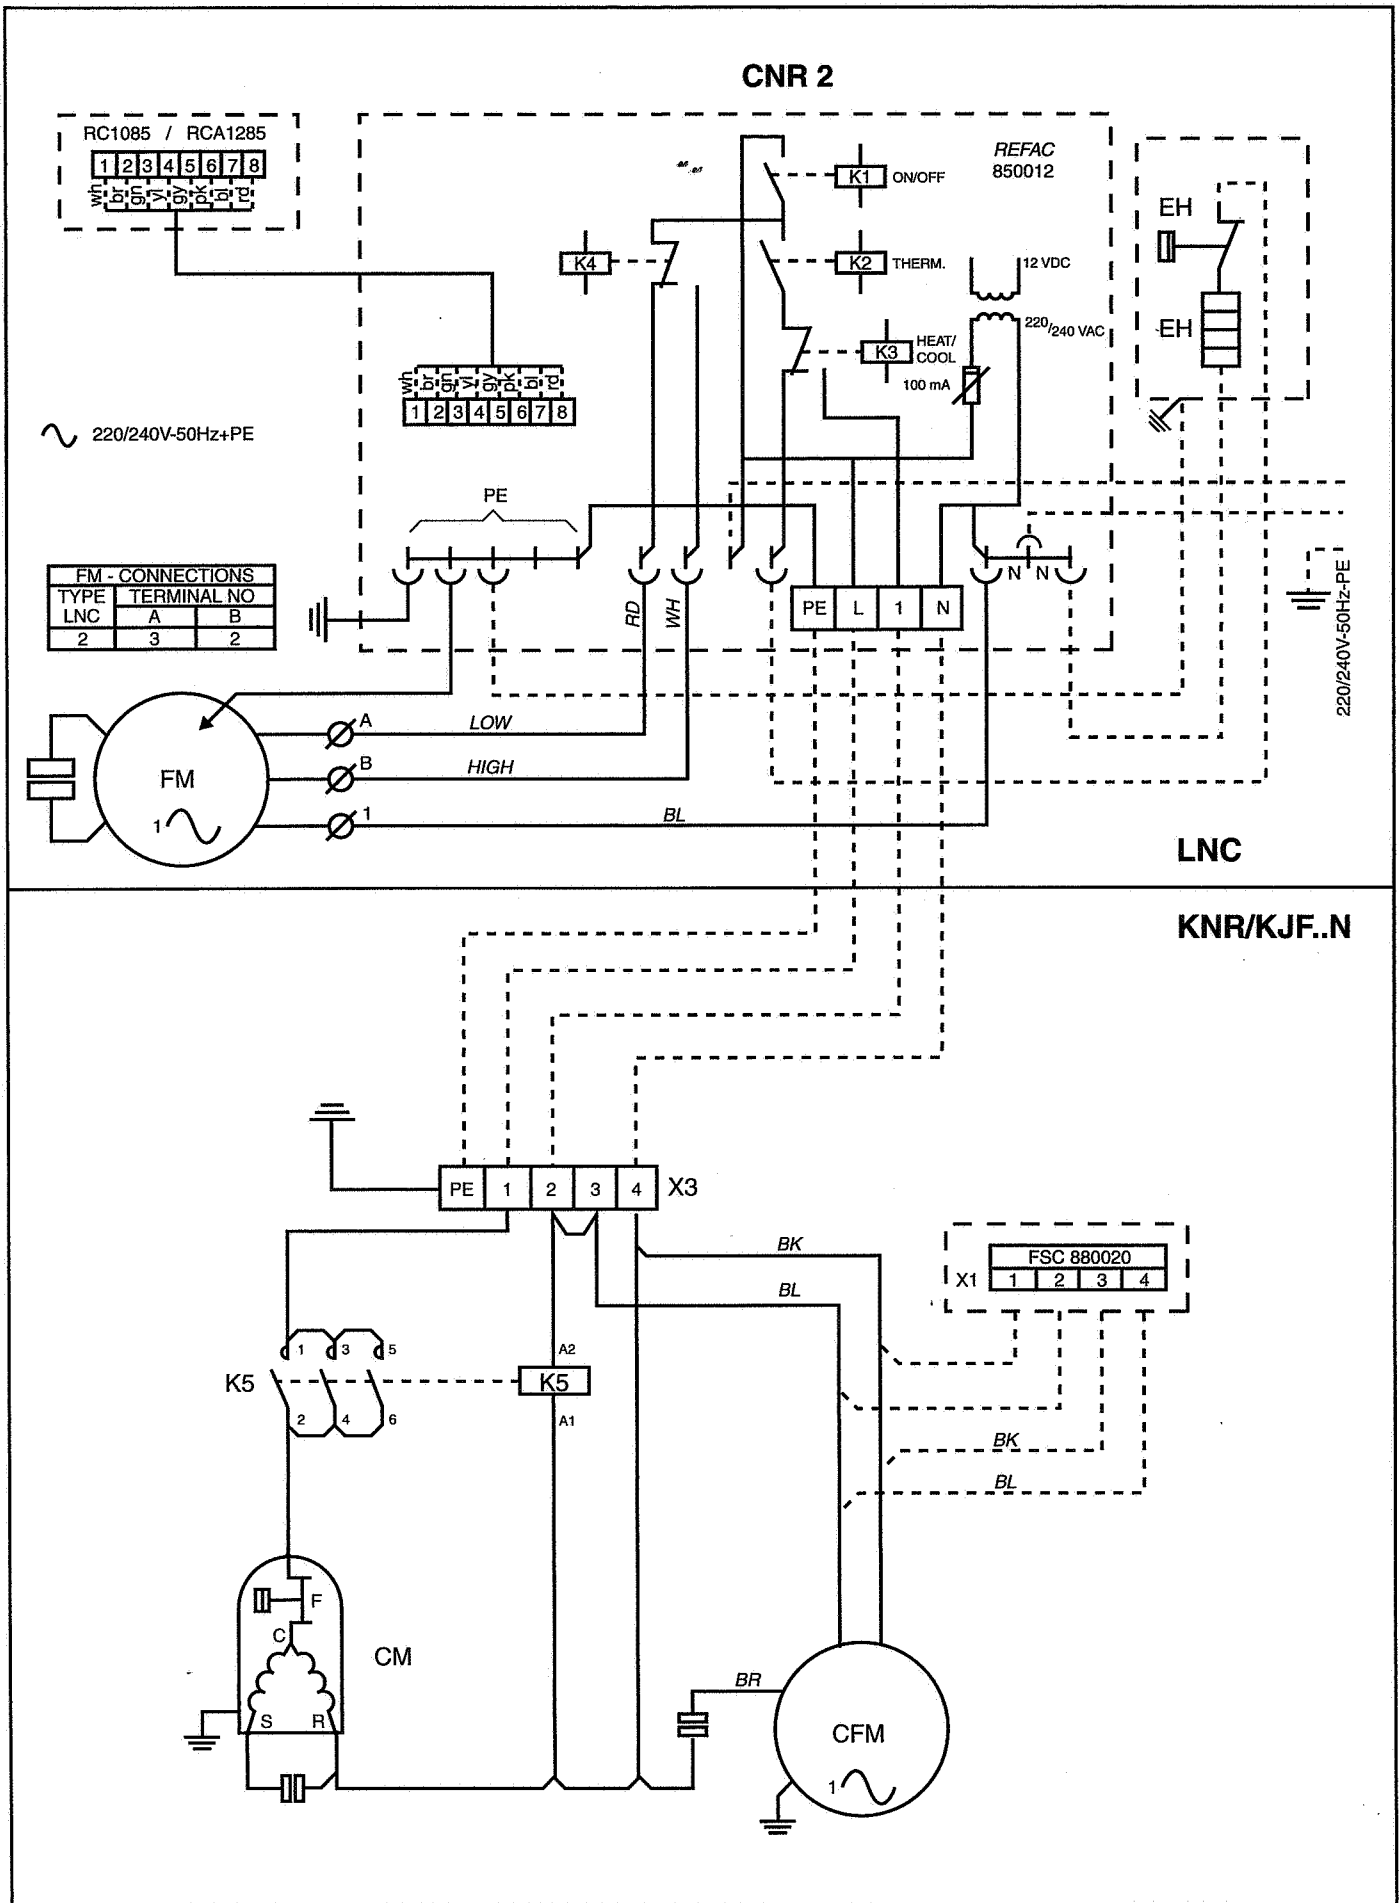 CNR 2
RC1085 / RCA1285
1 2 3 4 5 6 7 8
wh br gn yl gy pk bl rd
REFAC
850012
K1 ON/OFF
K4
K2 THERM.
12 VDC
220/240 VAC
K3 HEAT/
COOL
100 mA
EH
EH
wh br gn yl gy pk bl rd
1 2 3 4 5 6 7 8
220/240V-50Hz+PE
PE
FM - CONNECTIONS
TYPE TERMINAL NO
LNC A B
2 3 2
RD
WH
PE L 1 N
N N
220/240V-50Hz-PE
A LOW
B HIGH
1 BL
FM
1
LNC
KNR/KJF..N
PE 1 2 3 4 X3
BK
BL
FSC 880020
X1 1 2 3 4
1 3 5
K5
2 4 6
A2
K5
A1
BK
BL
F
C
S R
CM
BR
CFM
1